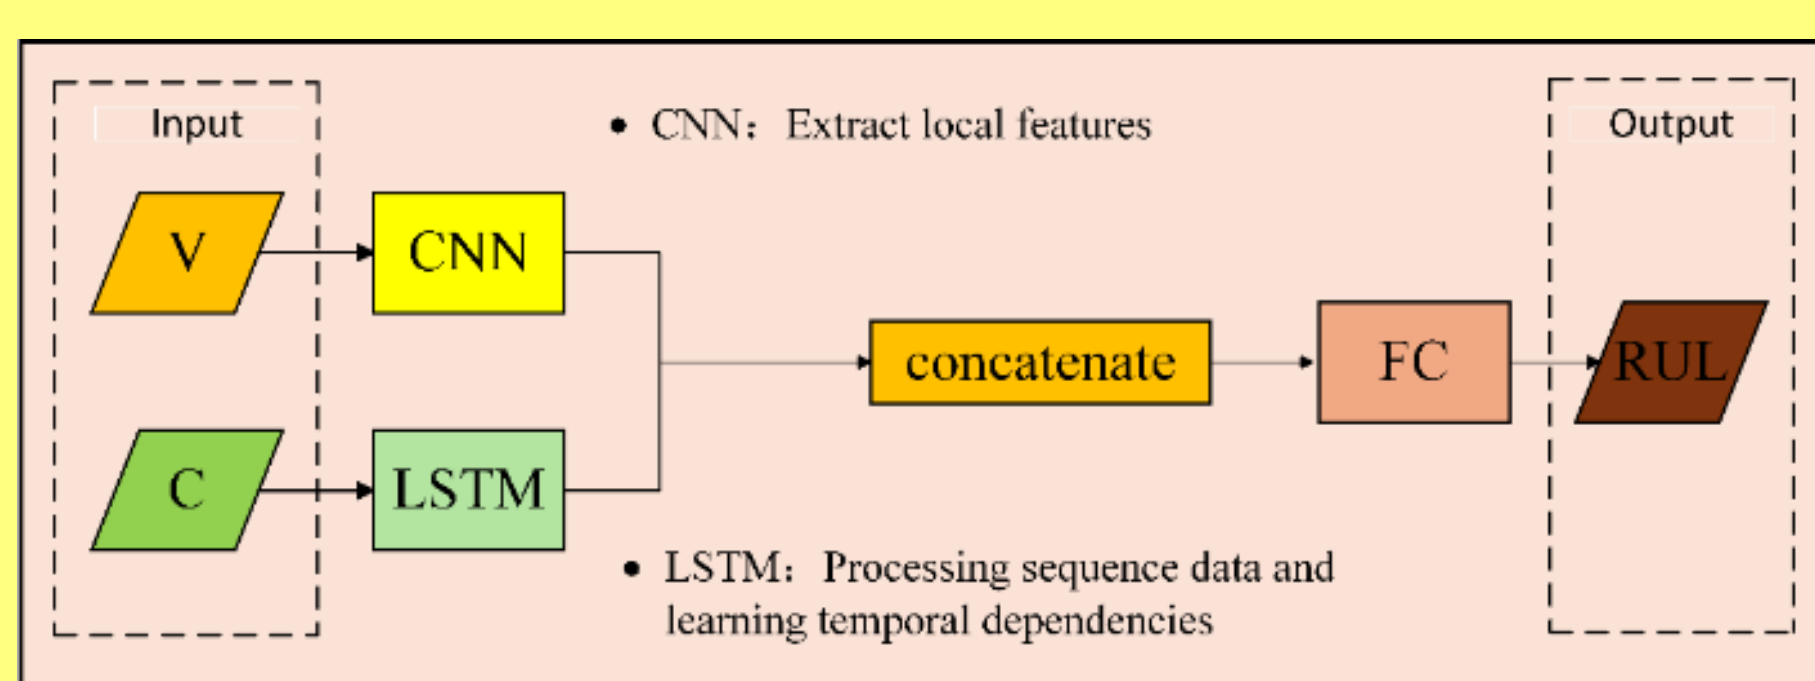 Input
• CNN：Extract local features
Output
V
CNN
concatenate
FC
RUL
C
LSTM
• LSTM：Processing sequence data and
learning temporal dependencies